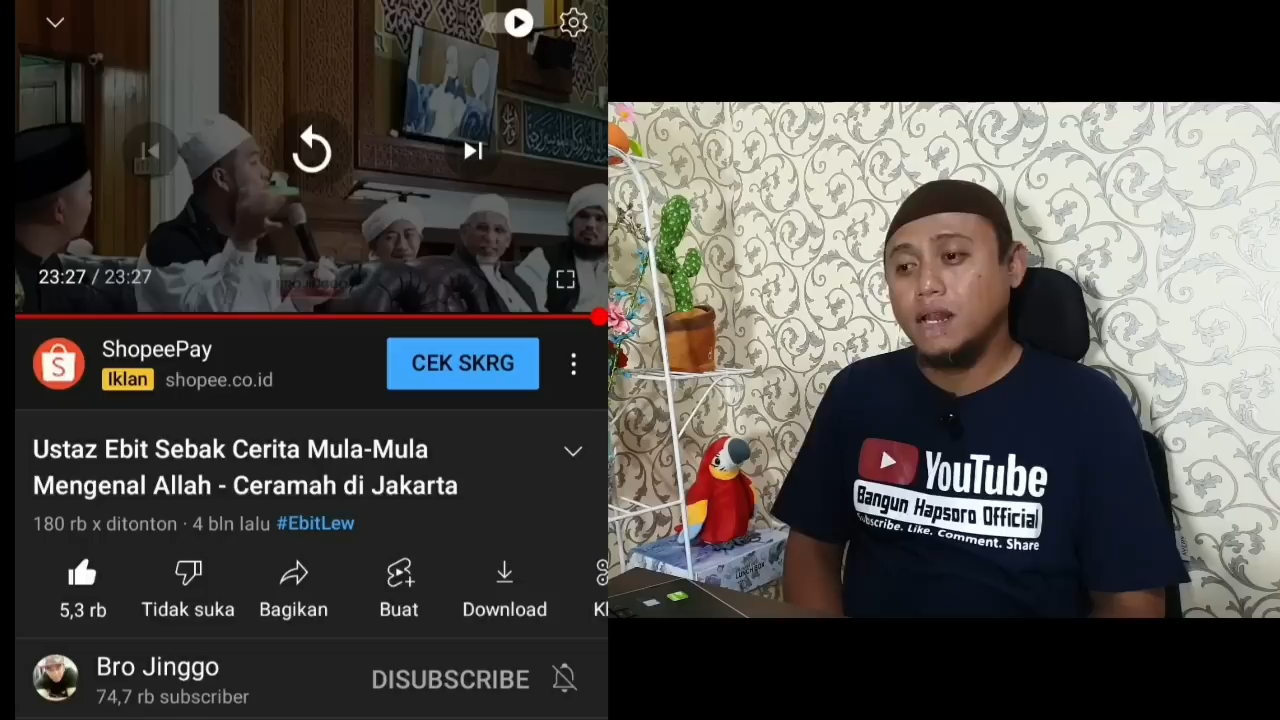 23:27 / 23:27
ShopeePay
CEK SKRG
Iklan shopee.co.id
Ustaz Ebit Sebak Cerita Mula-Mula
Mengenal Allah - Ceramah di Jakarta
180 rb x ditonton · 4 bln lalu #EbitLew
5,3 rb
Tidak suka
Bagikan
Buat
Download
Bro Jinggo
74,7 rb subscriber
DISUBSCRIBE
YouTube
Bangun Hapsoro Official
Subscribe. Like. Comment. Share
LUNCH BOX